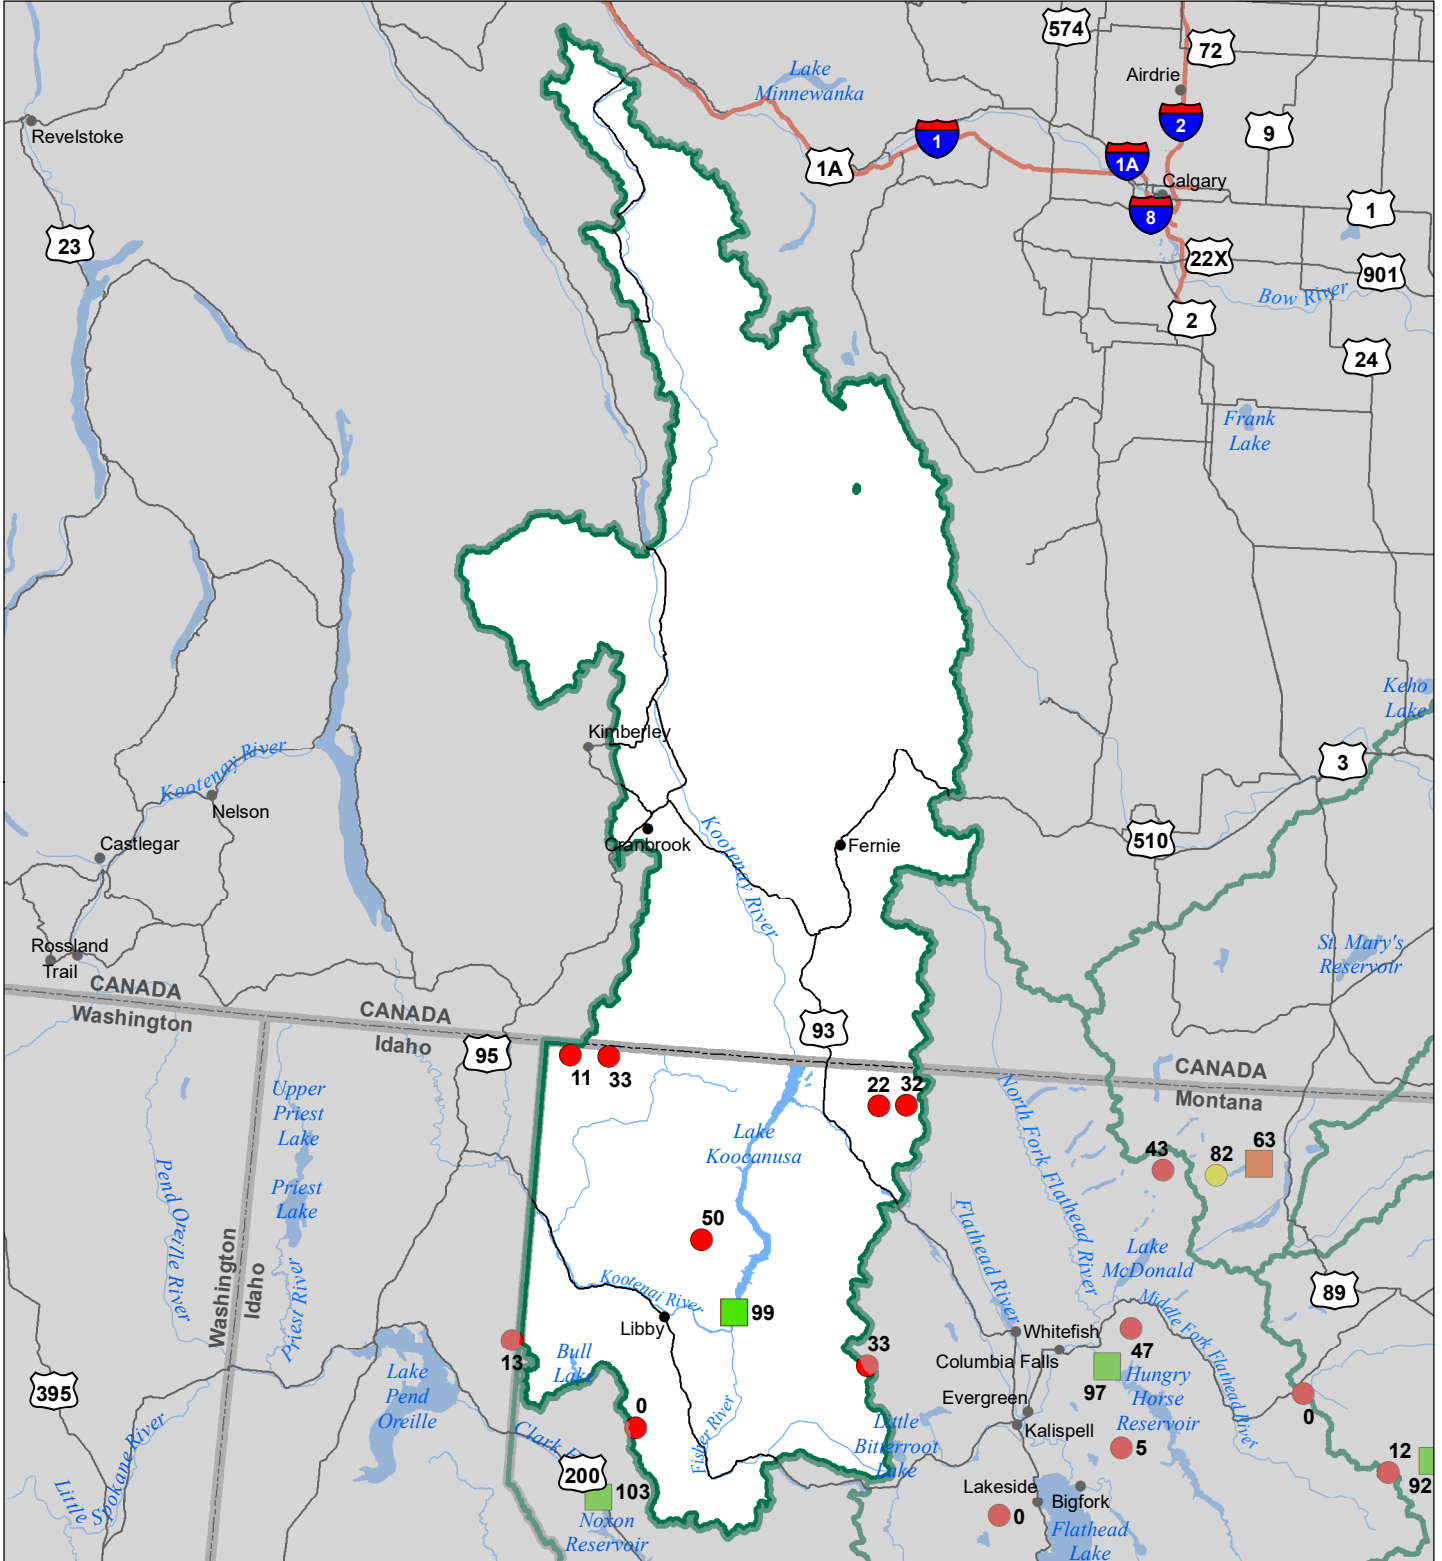 574
72
Airdrie
Lake
Minnewanka
2
9
Revelstoke
1
1A
1A
Calgary
8
1
23
22X
901
Bow River
2
24
Frank
Lake
Keho
Lake
Kimberley
Kootenay River
3
Nelson
Castlegar
Cranbrook
Kootenay River
Fernie
510
Rossland
Trail
St. Mary's
Reservoir
CANADA
Washington
CANADA
Idaho
95
93
CANADA
Montana
11
33
22
32
Upper
Priest
Lake
Priest
Lake
Lake
Koocanusa
North Fork Flathead River
43
82
63
Pend Oreille River
50
Flathead River
Lake
McDonald
Washington
Idaho
Priest River
Kootenai River
99
Libby
89
Middle Fork Flathead River
Whitefish
Columbia Falls
47
13
Bull
Lake
33
Lake
Pend
Oreille
395
97
Hungry
Horse
Reservoir
Evergreen
0
0
Kalispell
Little
Bitterroot
Lake
Fisher River
Clark
5
12
92
Little Spokane River
200
103
Noxon
Reservoir
Lakeside
Bigfork
0
Flathead
Lake